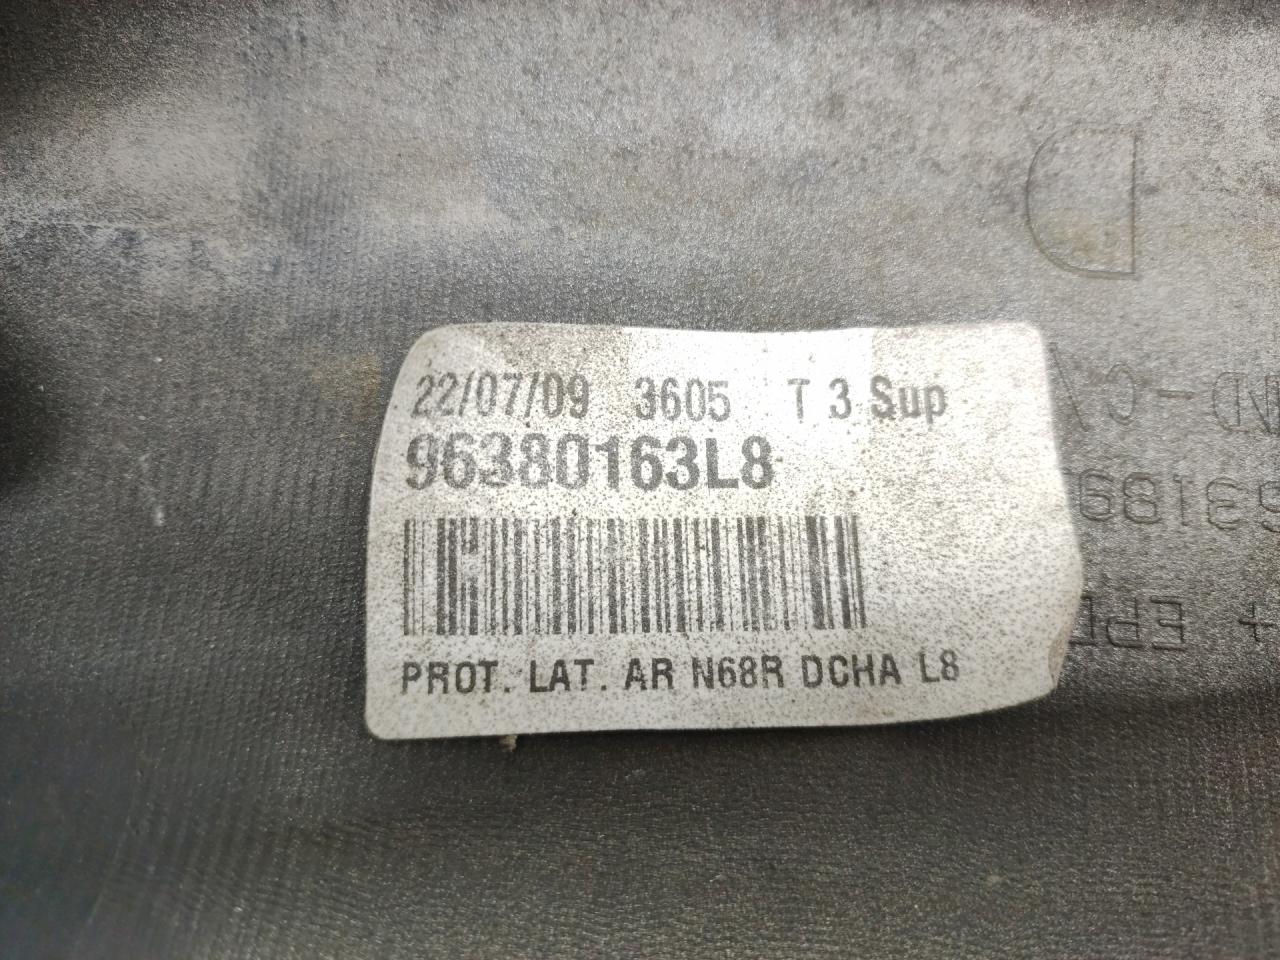 22/07/09 3605 T 3 Sup
96380163L8
PROT. LAT. AR N68R DCHA L8
D